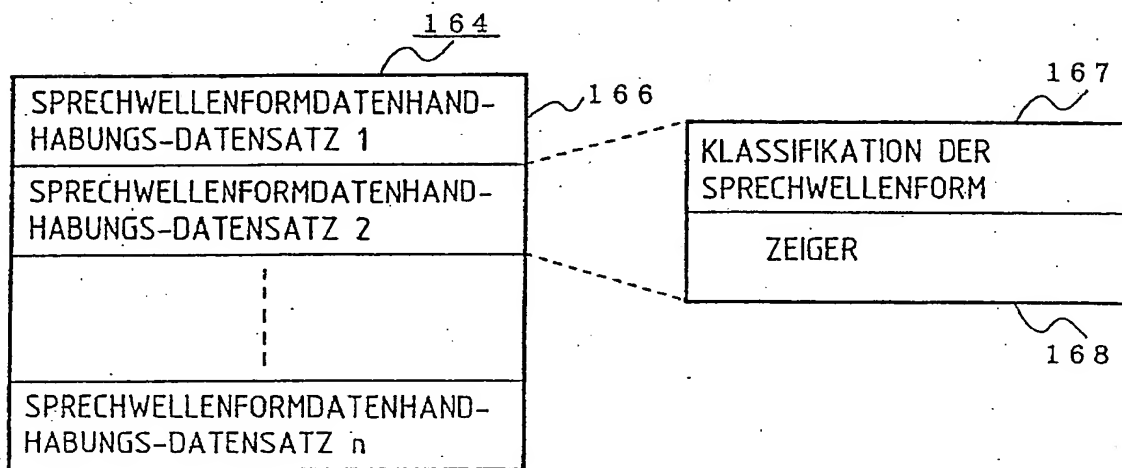 164
SPRECHWELLENFORMDATENHAND-
HABUNGS-DATENSATZ 1
166
SPRECHWELLENFORMDATENHAND-
HABUNGS-DATENSATZ 2
SPRECHWELLENFORMDATENHAND-
HABUNGS-DATENSATZ n
167
KLASSIFIKATION DER
SPRECHWELLENFORM
ZEIGER
168